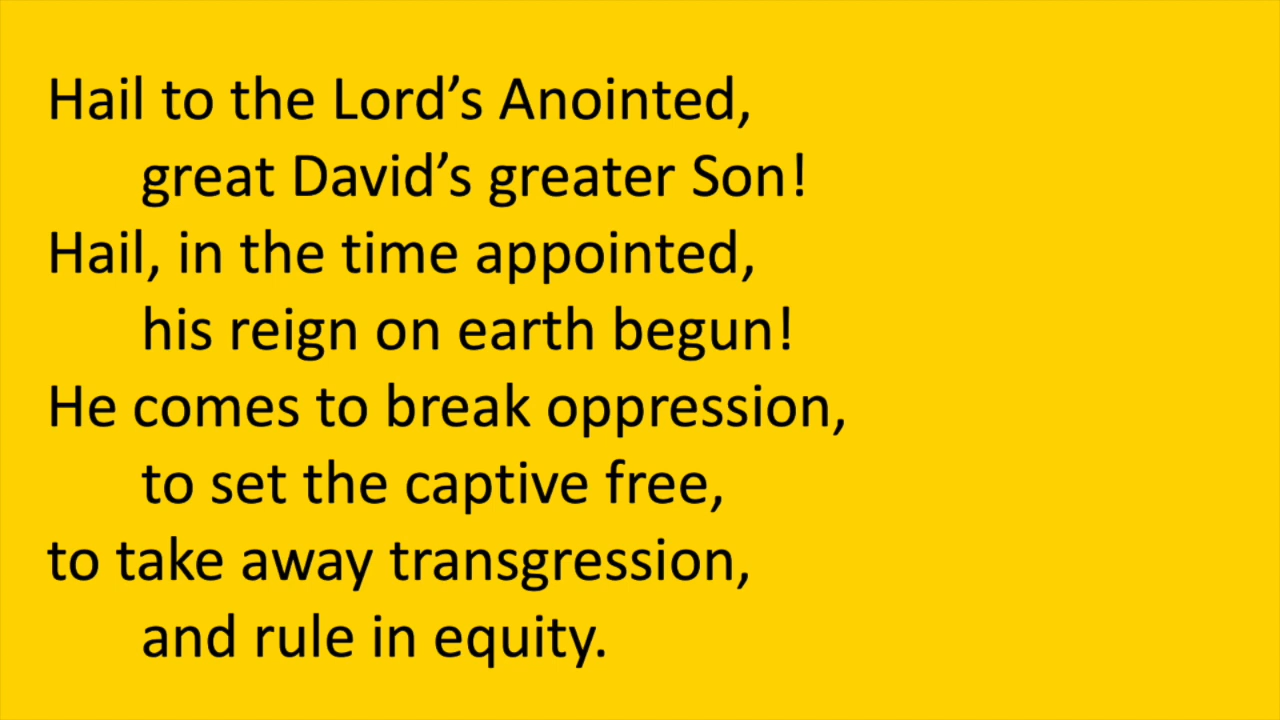 Hail to the Lord’s Anointed,
great David’s greater Son!
Hail, in the time appointed,
his reign on earth begun!
He comes to break oppression,
to set the captive free,
to take away transgression,
and rule in equity.